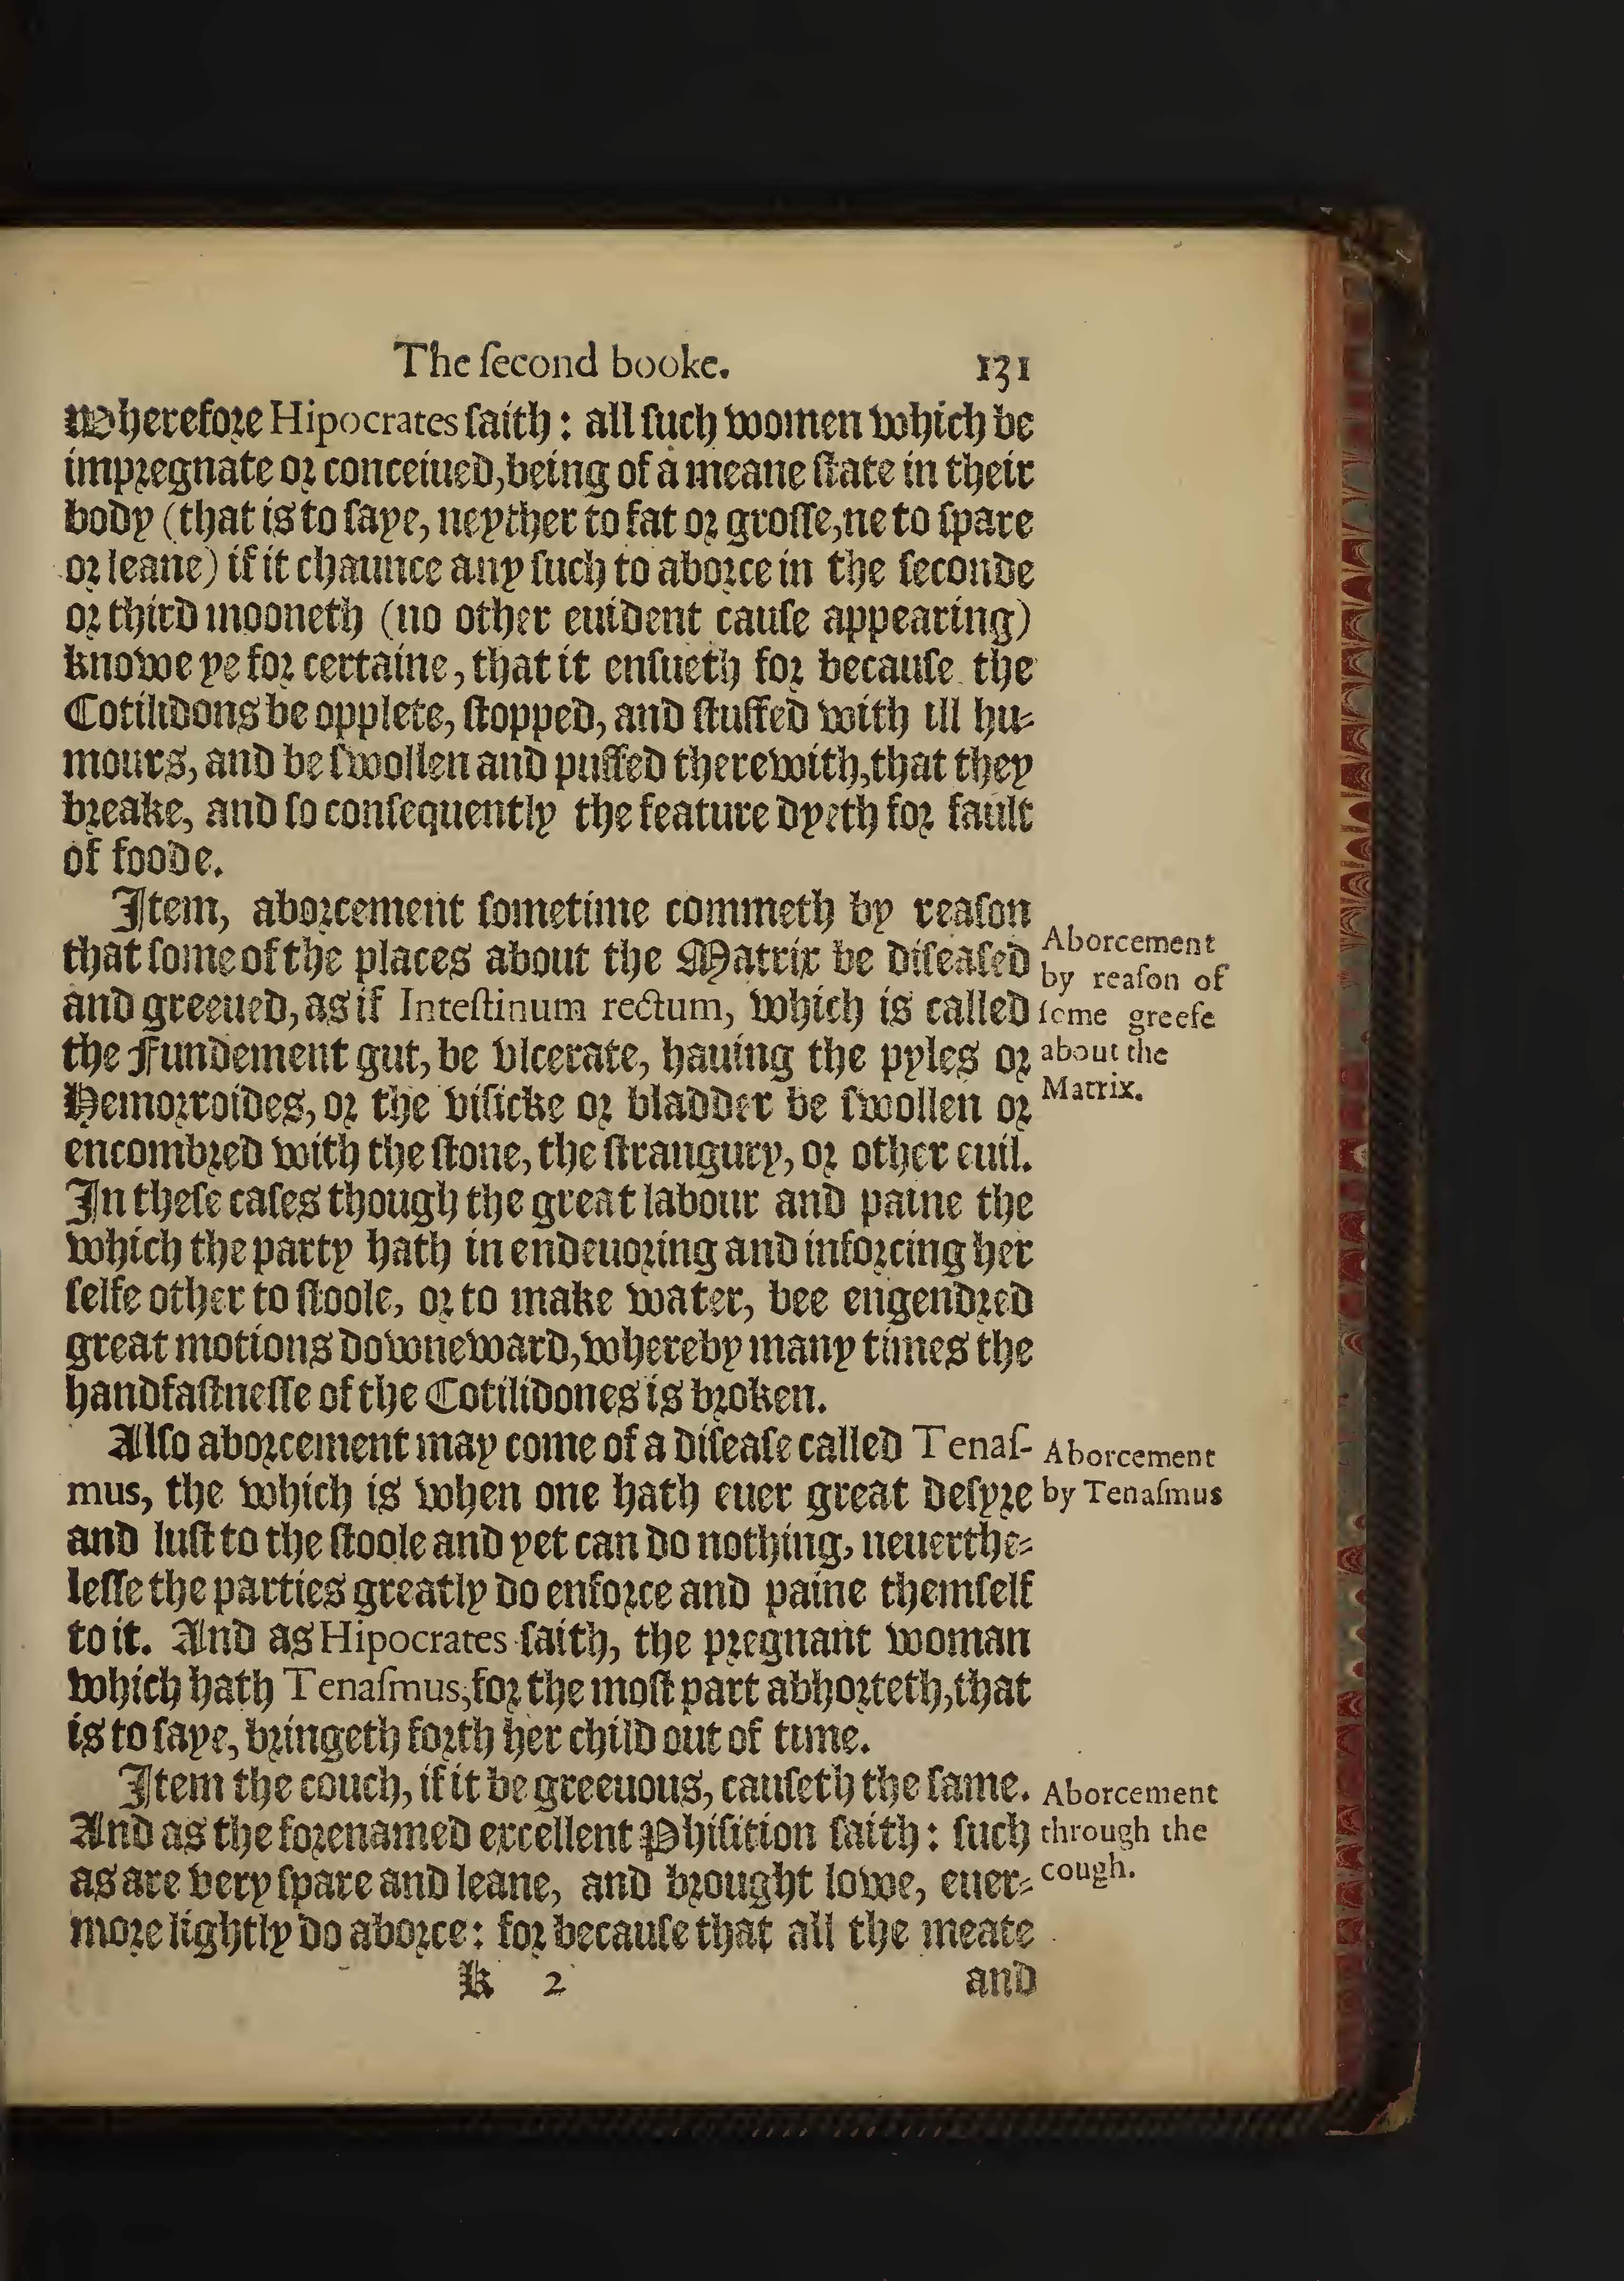 The ſecond booke. 131
wherefore Hipocrates ſaith: all ſuch women which be
impregnate or conceiued, being of a meane ſtate in their
body (that is to ſaye, neyther to fat or groſſe, ne to ſpare
or leane) if it chaunce any ſuch to aborce in the ſeconde
or third mooneth (no other euident cauſe appearing)
knowe ye for certaine, that it enſueth for becauſe the
Cotilidons be opplete, ſtopped, and ſtuffed with ill hu-
mours, and be ſwollen and puffed therewith, that they
breake, and ſo conſequently the feature dyeth for fault
of foode.
Item, aborcement ſometime commeth by reaſon
that ſome of the places about the Matrix be diſeaſed
and greeued, as if Inteſtinum rectum, which is called
the Fundement gut, be vlcerate, hauing the pyles or
Hemorroides, or the viſicke or bladder be ſwollen or
encombred with the ſtone, the ſtrangury, or other euil.
In theſe caſes though the great labour and paine the
which the party hath in endeuoring and inforcing her
ſelfe other to ſtoole, or to make water, bee engendred
great motions downeward, whereby many times the
handfaſtneſſe of the Cotilidones is broken.
Aborcement
by reaſon of
ſome greefe
about the
Matrix.
Alſo aborcement may come of a diſeaſe called Tenaſ-
mus, the which is when one hath euer great deſyre
and luſt to the ſtoole and yet can do nothing, neuerthe-
leſſe the parties greatly do enforce and paine themſelf
to it. And as Hipocrates ſaith, the pregnant woman
which hath Tenaſmus, for the moſt part abhorteth, that
is to ſaye, bringeth forth her child out of time.
Aborcement
by Tenaſmus
Item the couch, if it be greeuous, cauſeth the ſame.
And as the forenamed excellent Phiſition ſaith: ſuch
as are very ſpare and leane, and brought lowe, euer-
more lightly do aborce: for becauſe that all the meate
Aborcement
through the
cough.
K 2 and